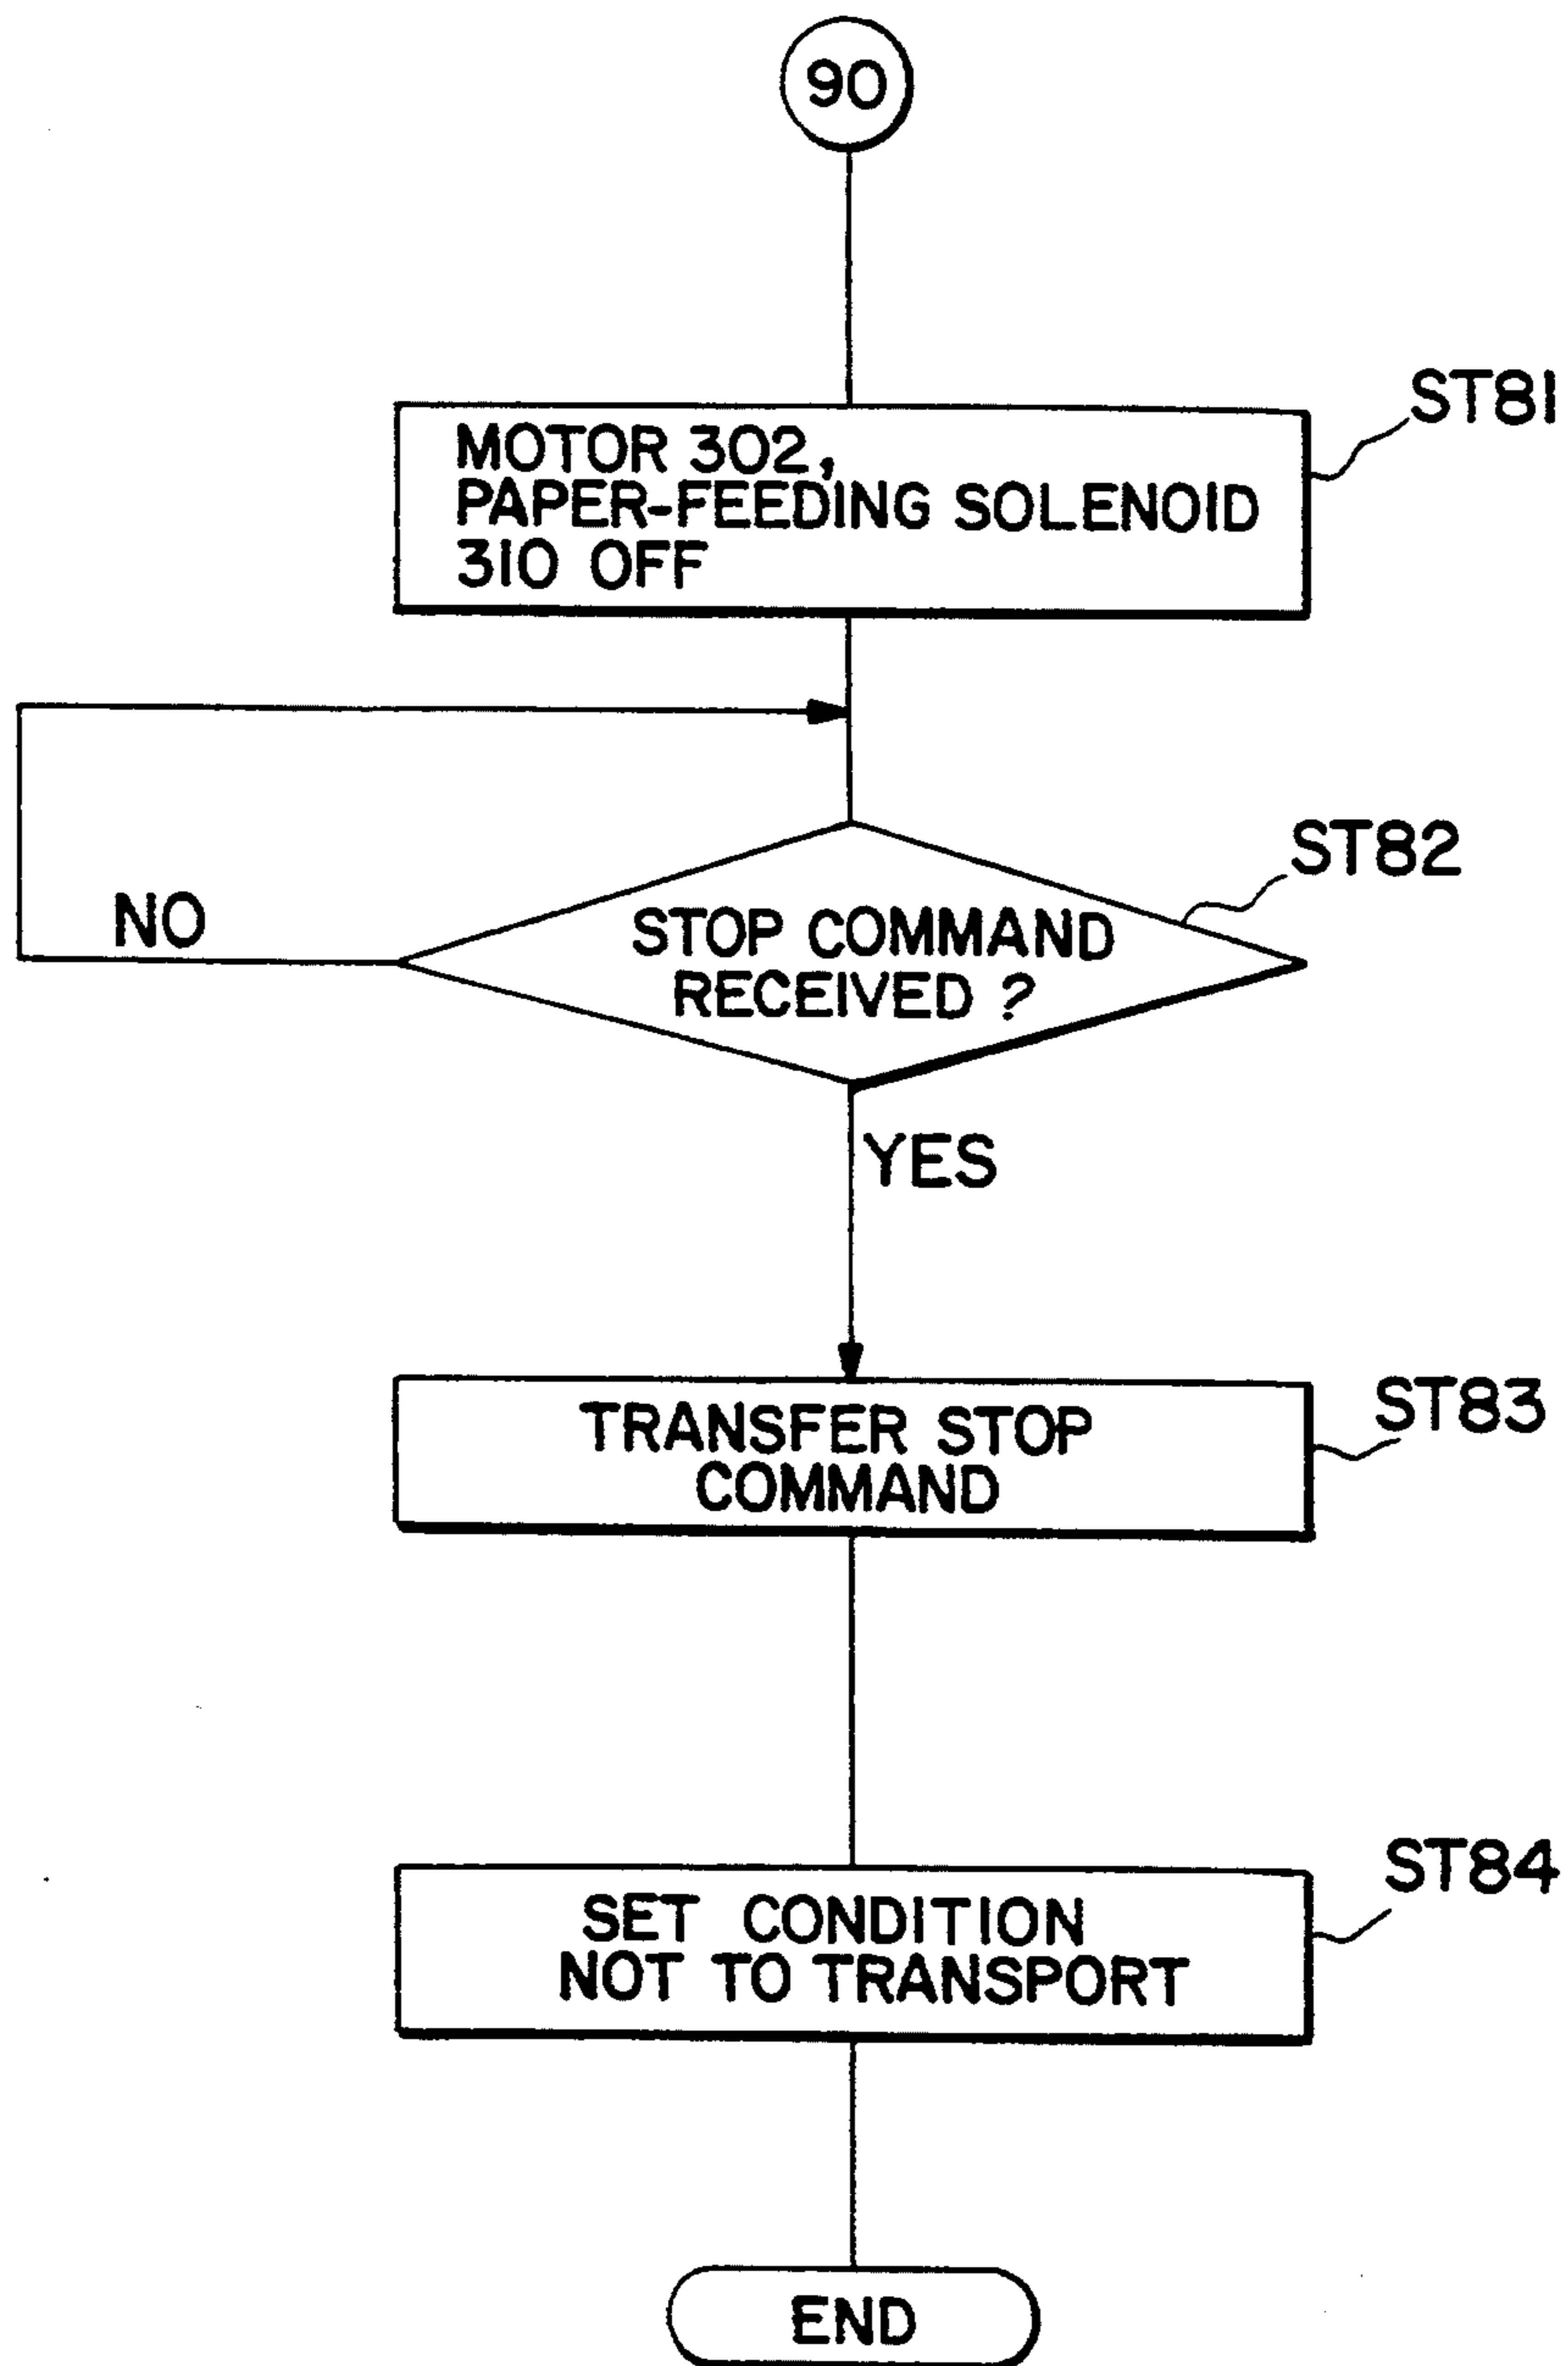 90
ST81
MOTOR 302,
PAPER-FEEDING SOLENOID
310 OFF
ST82
NO
STOP COMMAND
RECEIVED ?
YES
ST83
TRANSFER STOP
COMMAND
ST84
SET CONDITION
NOT TO TRANSPORT
END